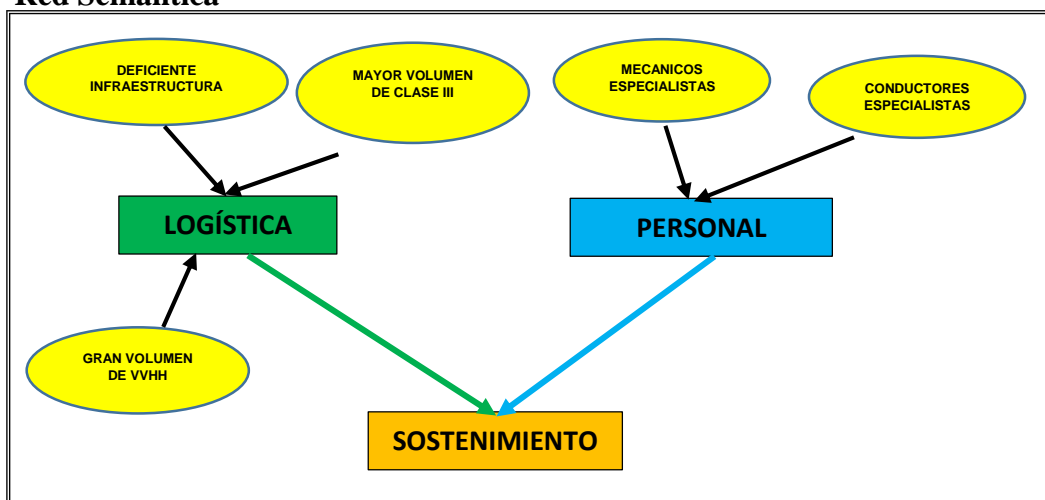 Red Semántica
DEFICIENTE
INFRAESTRUCTURA
MAYOR VOLUMEN
DE CLASE III
MECANICOS
ESPECIALISTAS
CONDUCTORES
ESPECIALISTAS
LOGÍSTICA
PERSONAL
GRAN VOLUMEN
DE VVHH
SOSTENIMIENTO